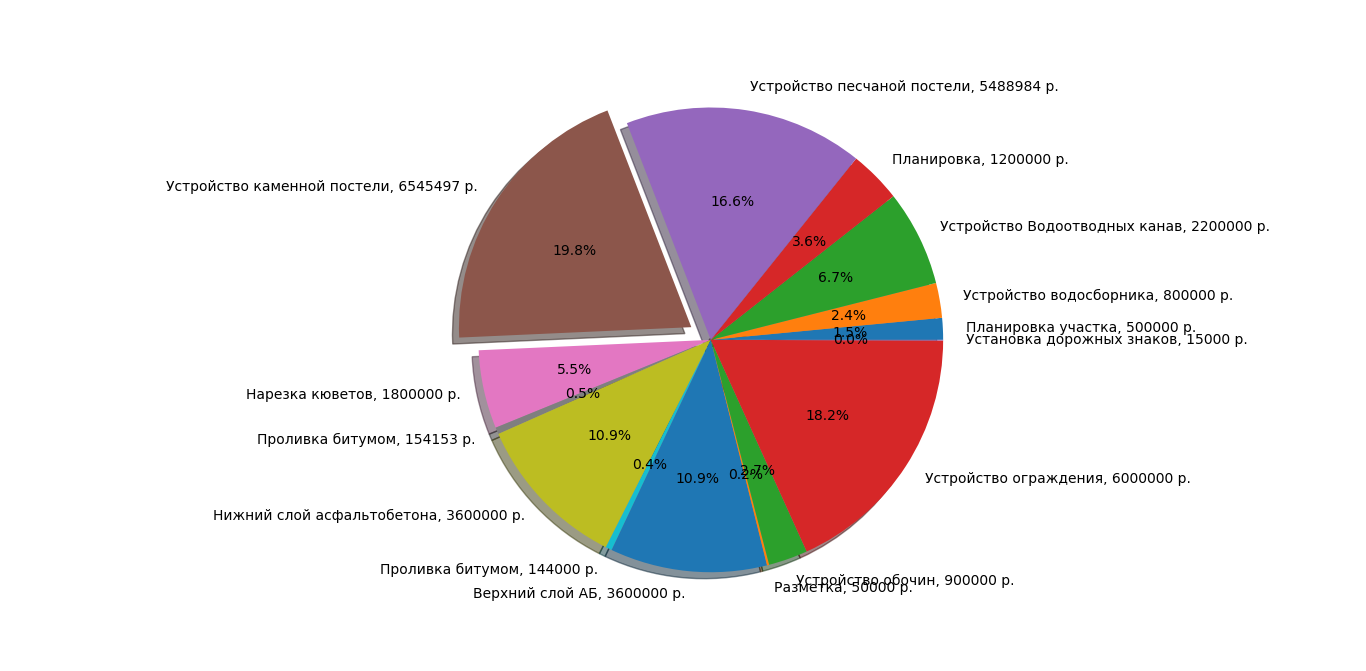 Устройство песчаной постели, 5488984 р.
Планировка, 1200000 р.
Устройство каменной постели, 6545497 р.
16.6%
Устройство Водоотводных канав, 2200000 р.
3.6%
19.8%
6.7%
Устройство водосборника, 800000 р.
2.4%
Планировка участка, 500000 р.
1.5%
0.0%
Установка дорожных знаков, 15000 р.
5.5%
Нарезка кюветов, 1800000 р.
0.5%
18.2%
10.9%
Проливка битумом, 154153 р.
0.4%
2.7%
0.2%
10.9%
Устройство ограждения, 6000000 р.
Нижний слой асфальтобетона, 3600000 р.
Проливка битумом, 144000 р.
Устройство обочин, 900000 р.
Разметка, 50000 р.
Верхний слой АБ, 3600000 р.